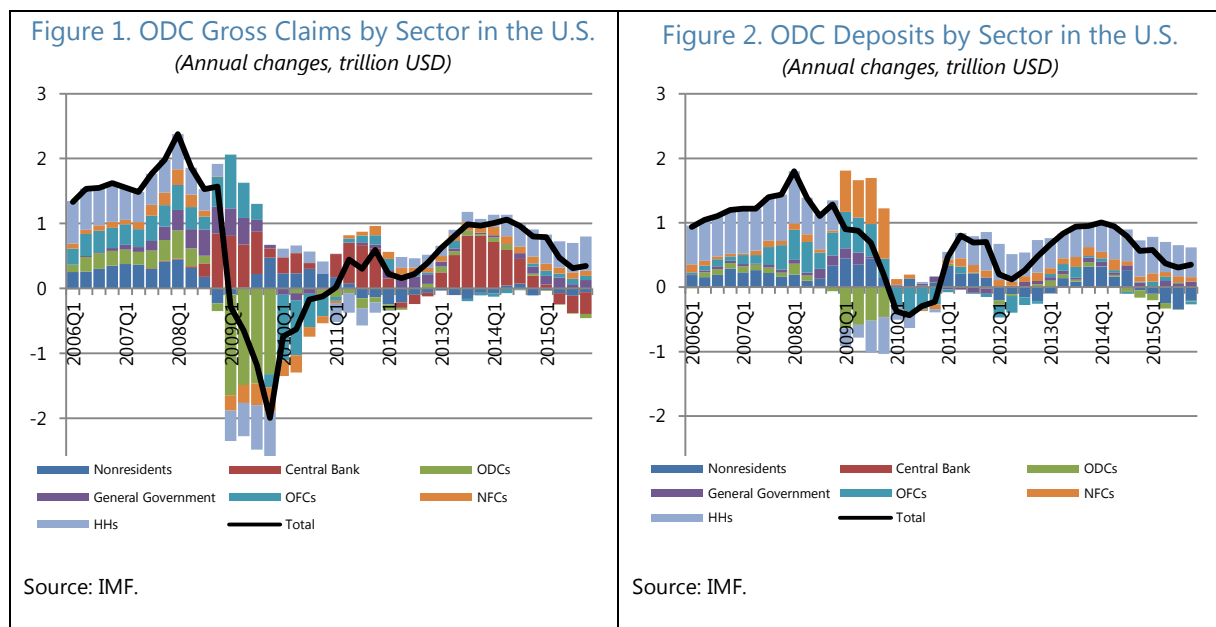 Figure 1. ODC Gross Claims by Sector in the U.S.
(Annual changes, trillion USD)
3
2
1
0
-1
-2
2006Q1
2007Q1
2008Q1
2009Q1
2010Q1
2011Q1
2012Q1
2013Q1
2014Q1
2015Q1
Nonresidents Central Bank ODCs
General Government OFCs NFCs
HHs Total
Source: IMF.
Figure 2. ODC Deposits by Sector in the U.S.
(Annual changes, trillion USD)
3
2
1
0
-1
-2
2006Q1
2007Q1
2008Q1
2009Q1
2010Q1
2011Q1
2012Q1
2013Q1
2014Q1
2015Q1
Nonresidents Central Bank ODCs
General Government OFCs NFCs
HHs Total
Source: IMF.